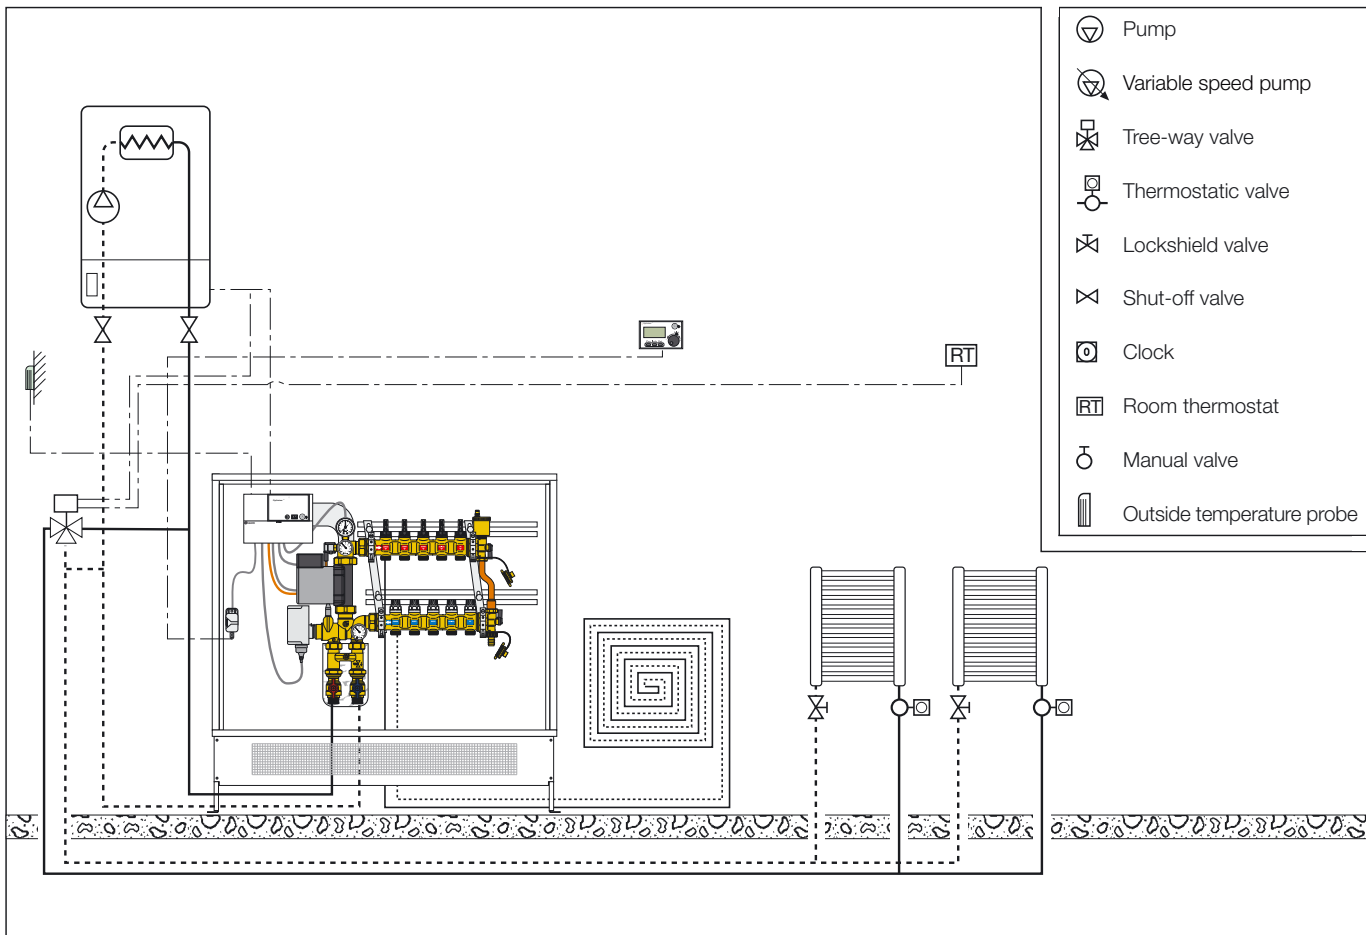 Pump
Variable speed pump
Tree-way valve
Thermostatic valve
Lockshield valve
Shut-off valve
Clock
RT
RT Room thermostat
Manual valve
Outside temperature probe